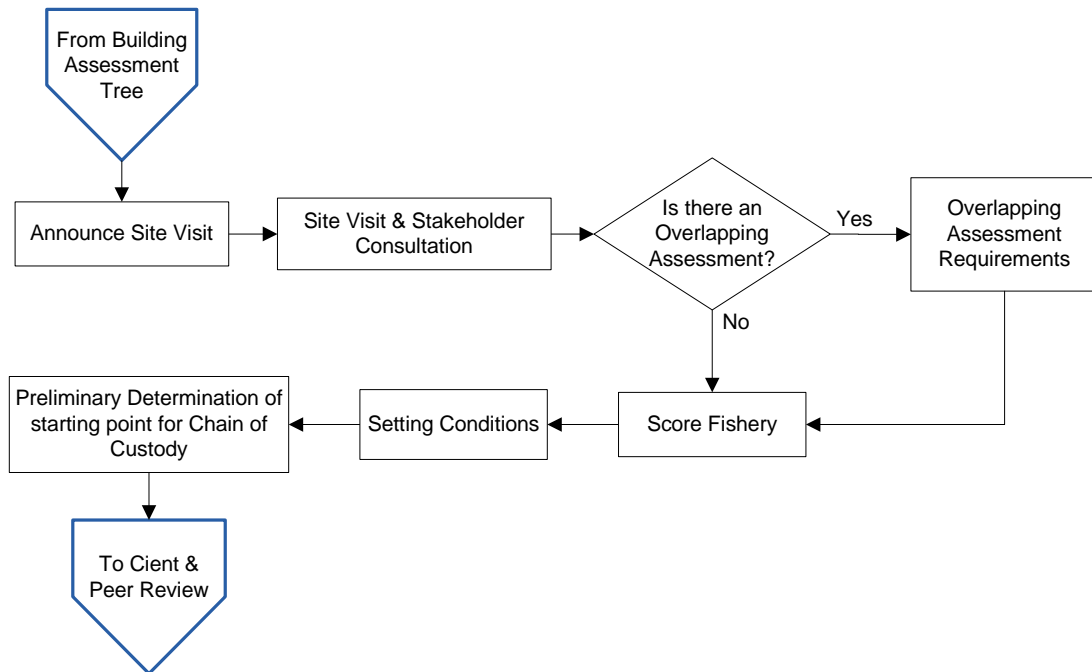 From Building
Assessment
Tree
Announce Site Visit
Site Visit & Stakeholder
Consultation
Is there an
Overlapping
Assessment?
Yes
Overlapping
Assessment
Requirements
No
Score Fishery
Setting Conditions
Preliminary Determination of
starting point for Chain of
Custody
To Cient &
Peer Review